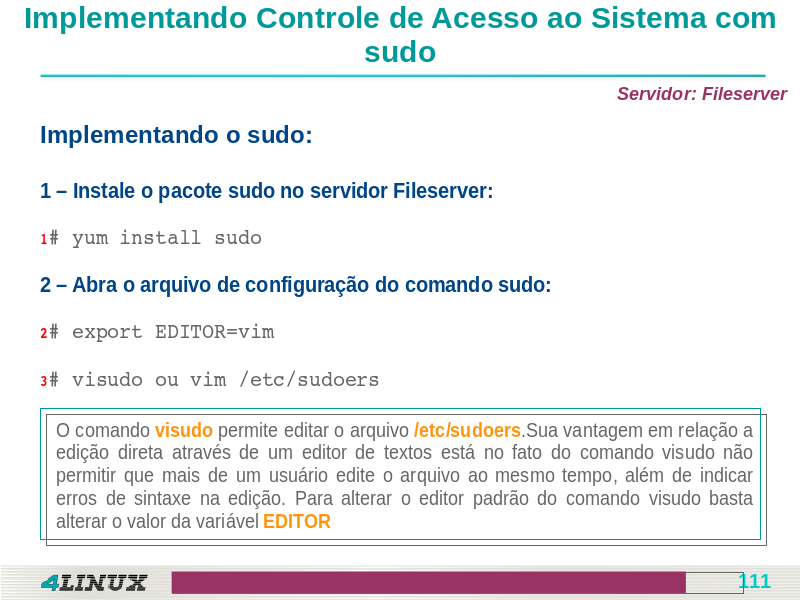 Implementando Controle de Acesso ao Sistema com
sudo
Servidor: Fileserver
Implementando o sudo:
1 – Instale o pacote sudo no servidor Fileserver:
1# yum install sudo
2 – Abra o arquivo de configuração do comando sudo:
2# export EDITOR=vim
3# visudo ou vim /etc/sudoers
O comando visudo permite editar o arquivo /etc/sudoers.Sua vantagem em relação a
edição direta através de um editor de textos está no fato do comando visudo não
permitir que mais de um usuário edite o arquivo ao mesmo tempo, além de indicar
erros de sintaxe na edição. Para alterar o editor padrão do comando visudo basta
alterar o valor da variável EDITOR
4LINUX
111